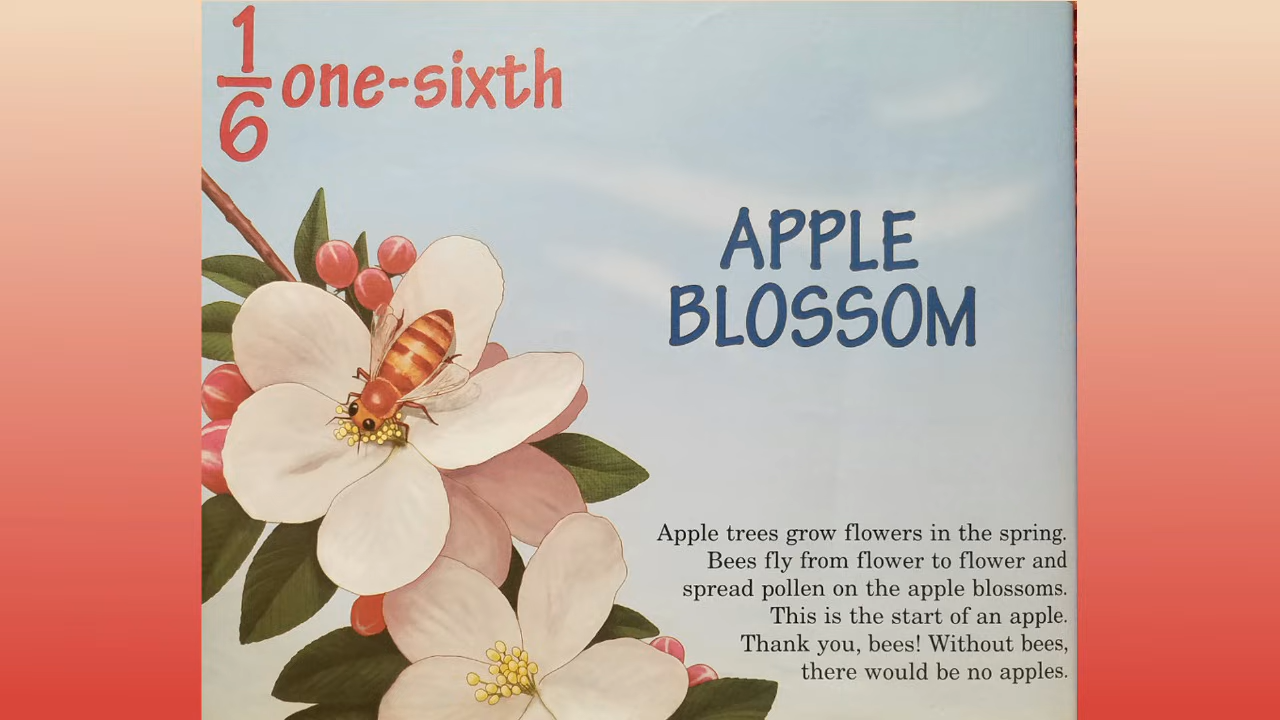 1/6 one-sixth
APPLE
BLOSSOM
Apple trees grow flowers in the spring.
Bees fly from flower to flower and
spread pollen on the apple blossoms.
This is the start of an apple.
Thank you, bees! Without bees,
there would be no apples.